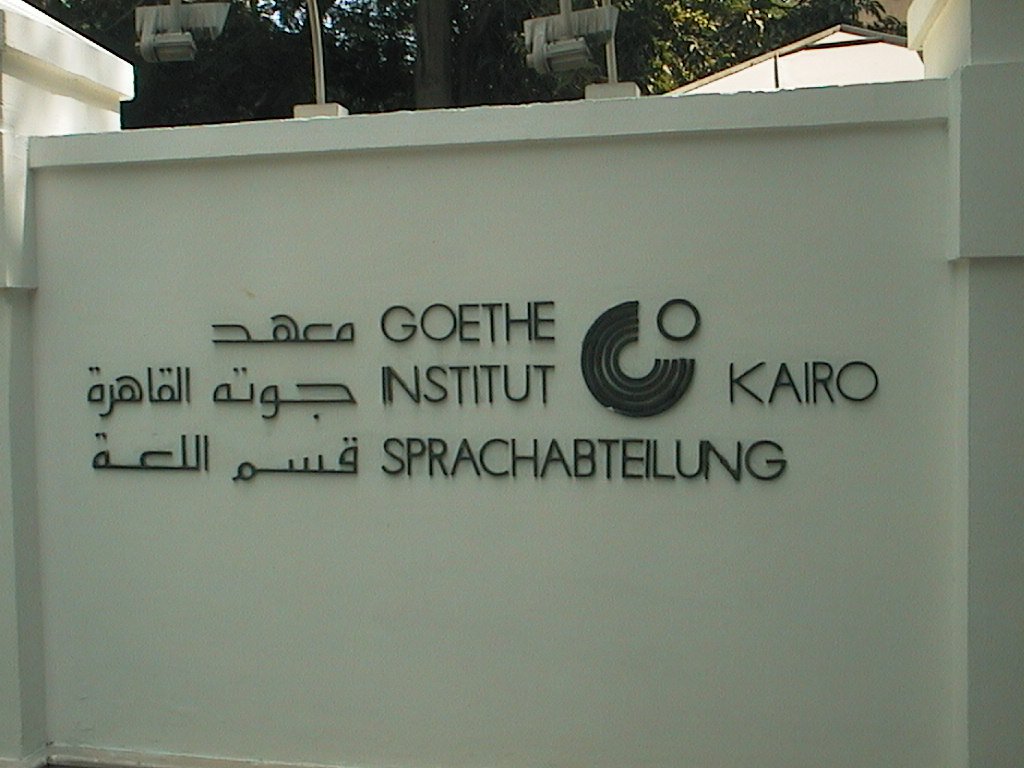 معهد GOETHE
جوته القاهرة INSTITUT KAIRO
قسم اللعة SPRACHABTEILUNG